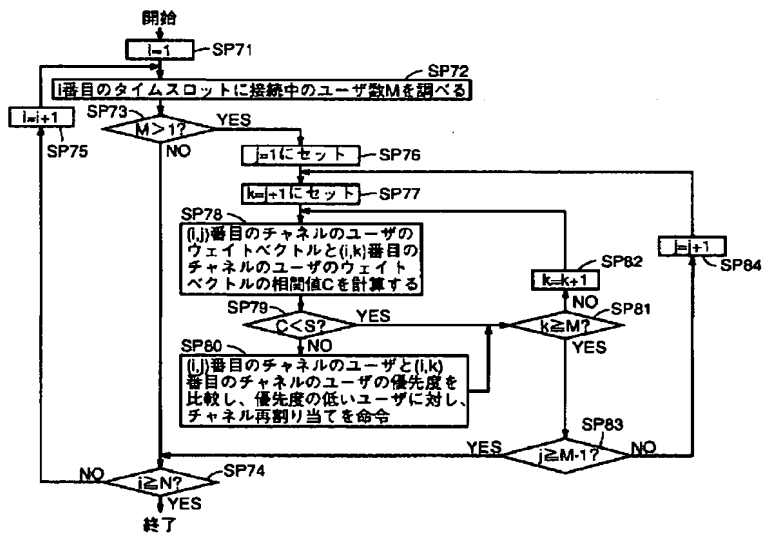 開始
i=1
SP71
SP72
i番目のタイムスロットに接続中のユーザ数Mを調べる
SP73
M>1?
YES
NO
i=i+1
SP75
j=1にセット
SP76
k=j+1にセット
SP77
SP78
(i,j)番目のチャネルのユーザの
ウェイトベクトルと(i,k)番目の
チャネルのユーザのウェイト
ベクトルの相関値Cを計算する
SP79
C<S?
YES
NO
SP80
(i,j)番目のチャネルのユーザと(i,k)
番目のチャネルのユーザの優先度を
比較し、優先度の低いユーザに対し、
チャネル再割り当てを命令
SP82
k=k+1
NO
k≧M?
SP81
YES
j=j+1
SP84
SP83
YES
j≧M-1?
NO
NO
i≧N?
SP74
YES
終了